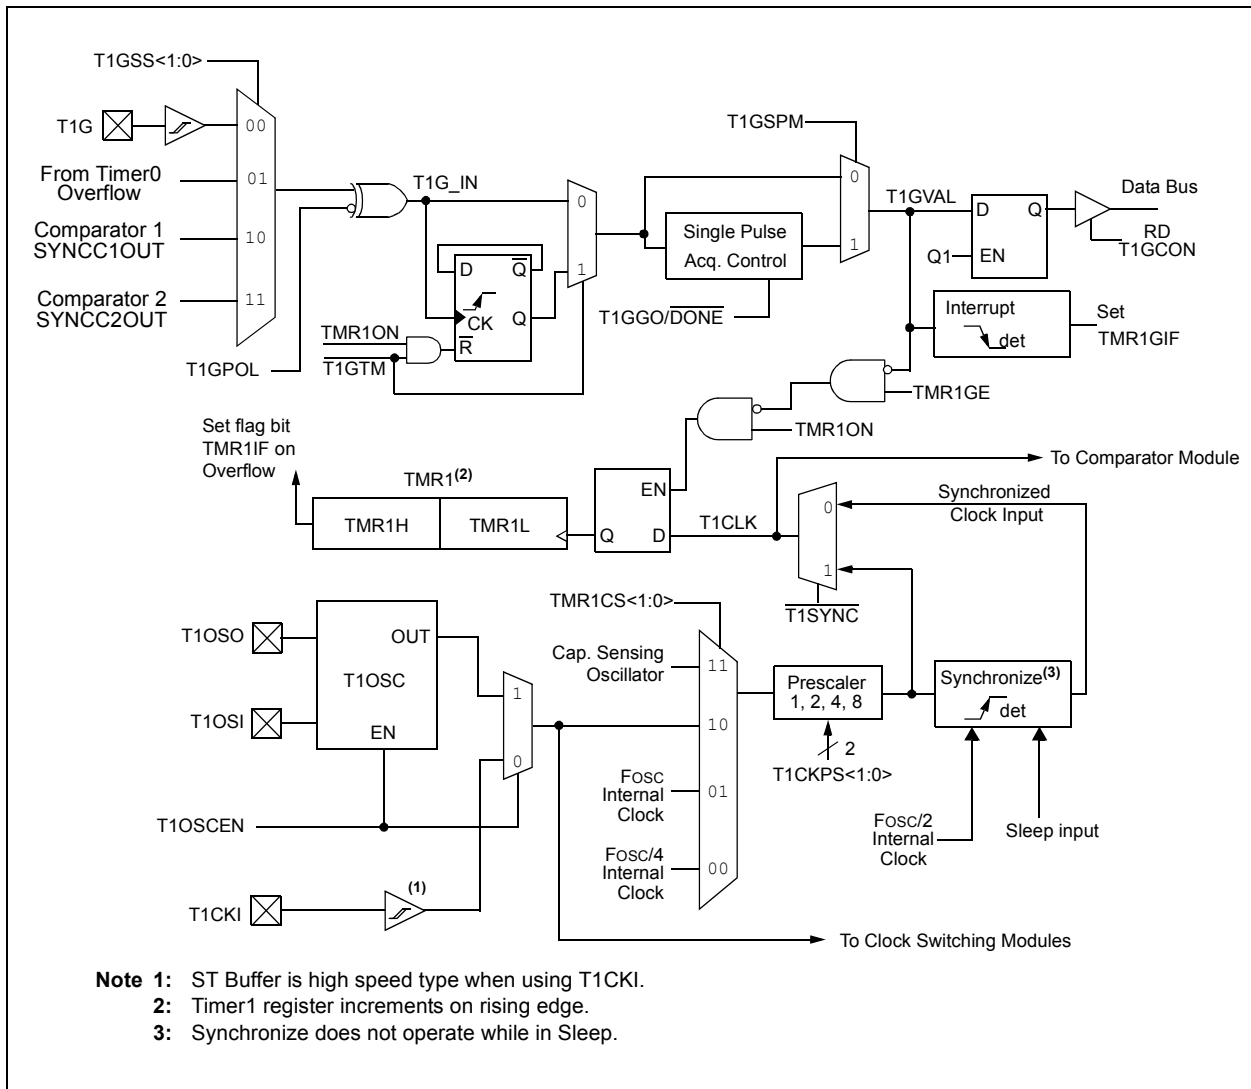 T1GSS<1:0>
T1G
00
From Timer0
Overflow
01
Comparator 1
SYNCC1OUT
10
Comparator 2
SYNCC2OUT
11
T1GPOL
T1G_IN
0
1
D
Q
CK
Q
R
TMR1ON
T1GTM
T1GSPM
0
1
Single Pulse
Acq. Control
T1GGO/DONE
T1GVAL
D
Q
Q1
EN
Data Bus
RD
T1GCON
Interrupt
det
Set
TMR1GIF
TMR1GE
TMR1ON
Set flag bit
TMR1IF on
Overflow
TMR1(2)
TMR1H
TMR1L
EN
Q
D
T1CLK
To Comparator Module
Synchronized
Clock Input
0
1
T1SYNC
TMR1CS<1:0>
T1OSO
OUT
T1OSC
T1OSI
EN
1
0
T1OSCEN
T1CKI
(1)
Cap. Sensing
Oscillator
11
10
FOSC
Internal
Clock
01
FOSC/4
Internal
Clock
00
Prescaler
1, 2, 4, 8
2
T1CKPS<1:0>
Synchronize(3)
det
FOSC/2
Internal
Clock
Sleep input
To Clock Switching Modules
Note 1: ST Buffer is high speed type when using T1CKI.
2: Timer1 register increments on rising edge.
3: Synchronize does not operate while in Sleep.